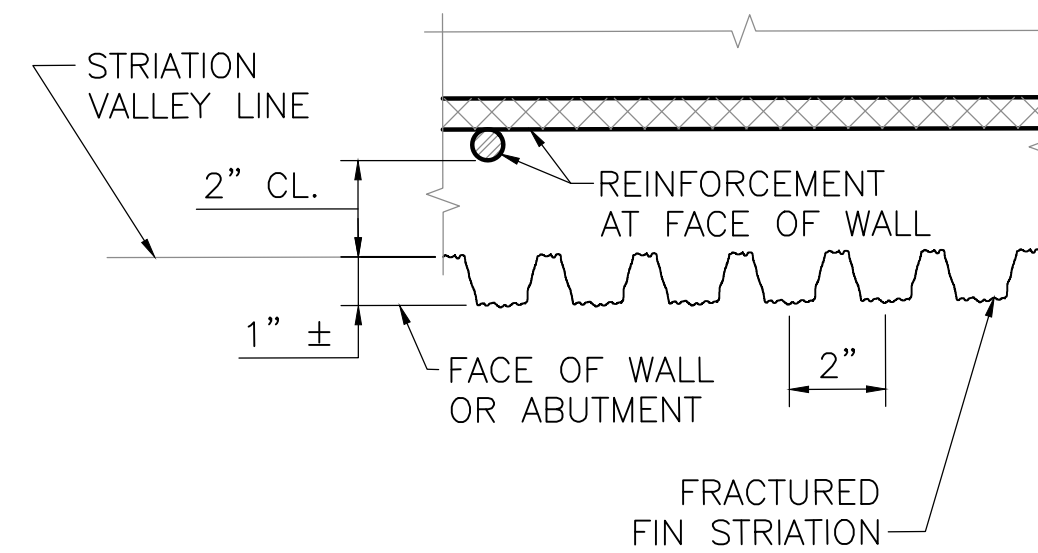 STRIATION
VALLEY LINE
2" CL.
REINFORCEMENT
AT FACE OF WALL
1" ±
FACE OF WALL
OR ABUTMENT
2"
FRACTURED
FIN STRIATION